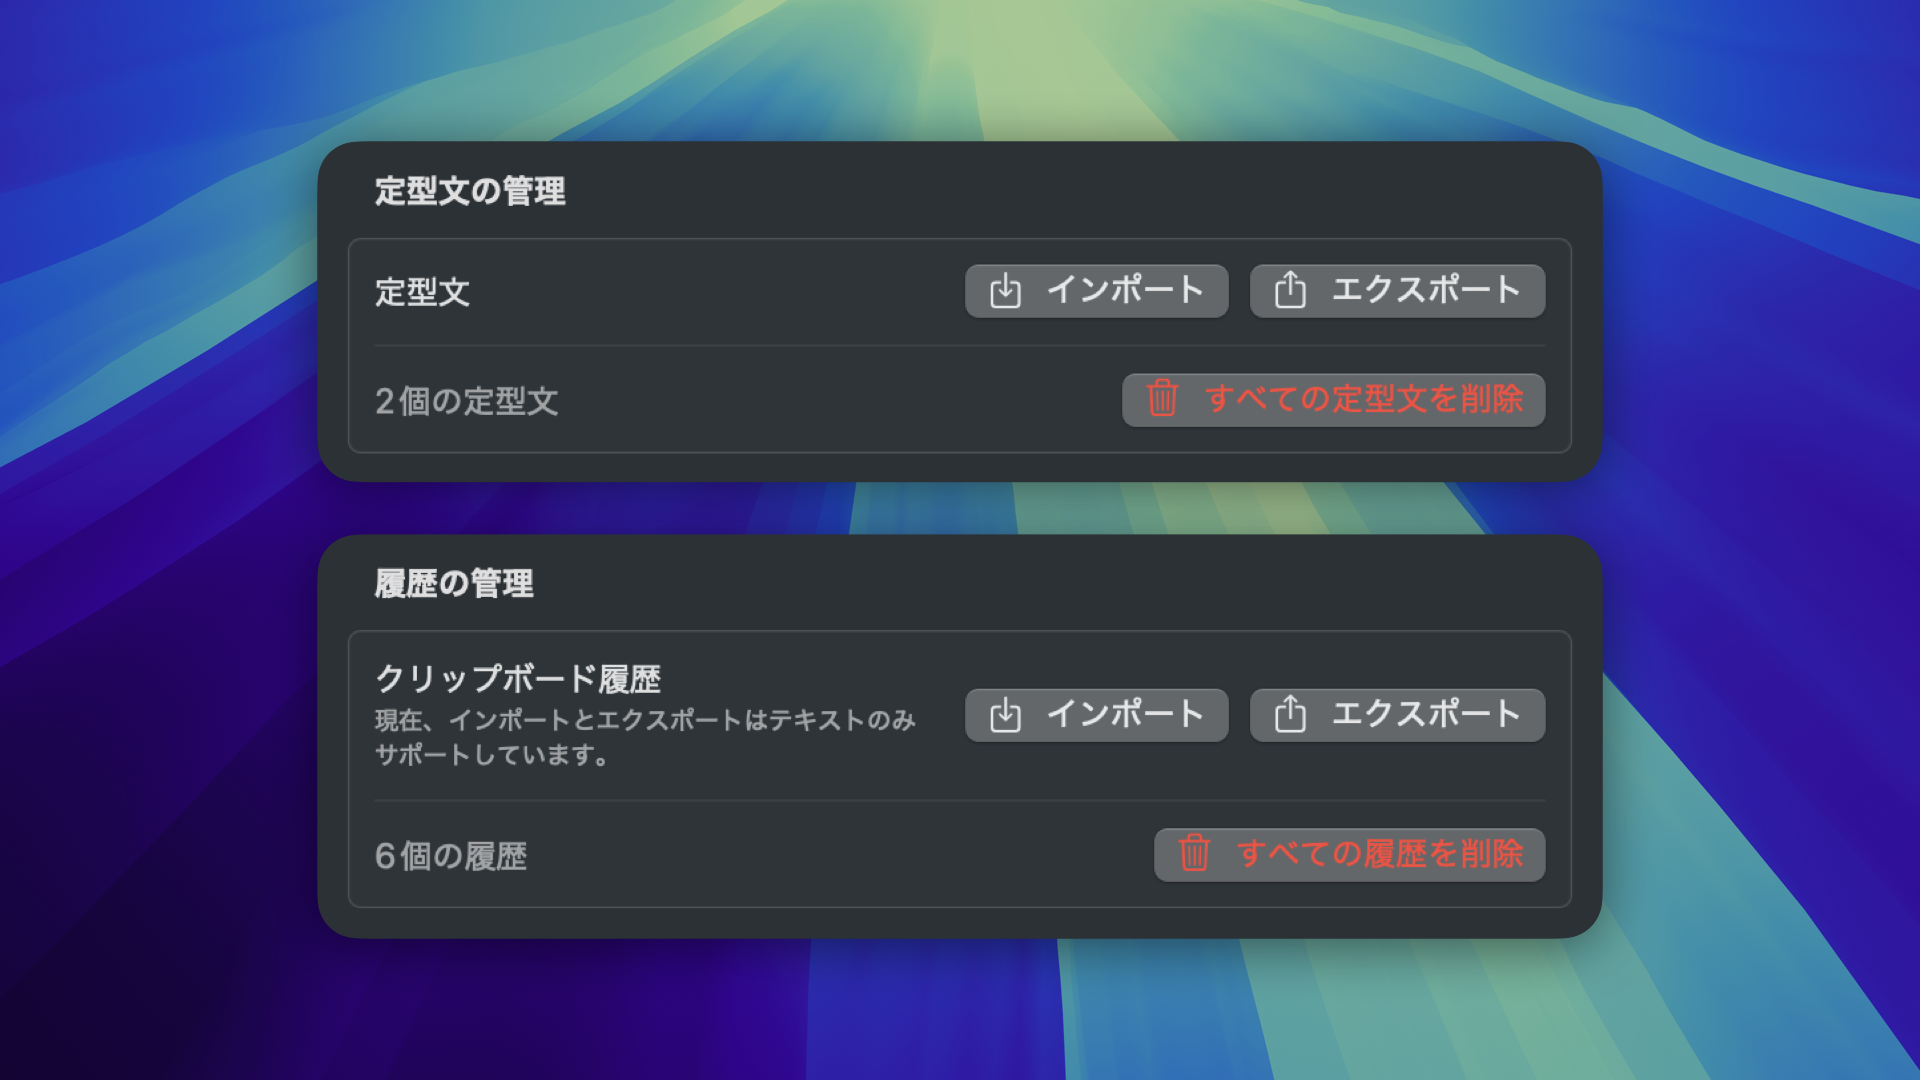 定型文の管理
定型文
インポート
エクスポート
2個の定型文
すべての定型文を削除
履歴の管理
クリップボード履歴
現在、インポートとエクスポートはテキストのみ
サポートしています。
インポート
エクスポート
6個の履歴
すべての履歴を削除